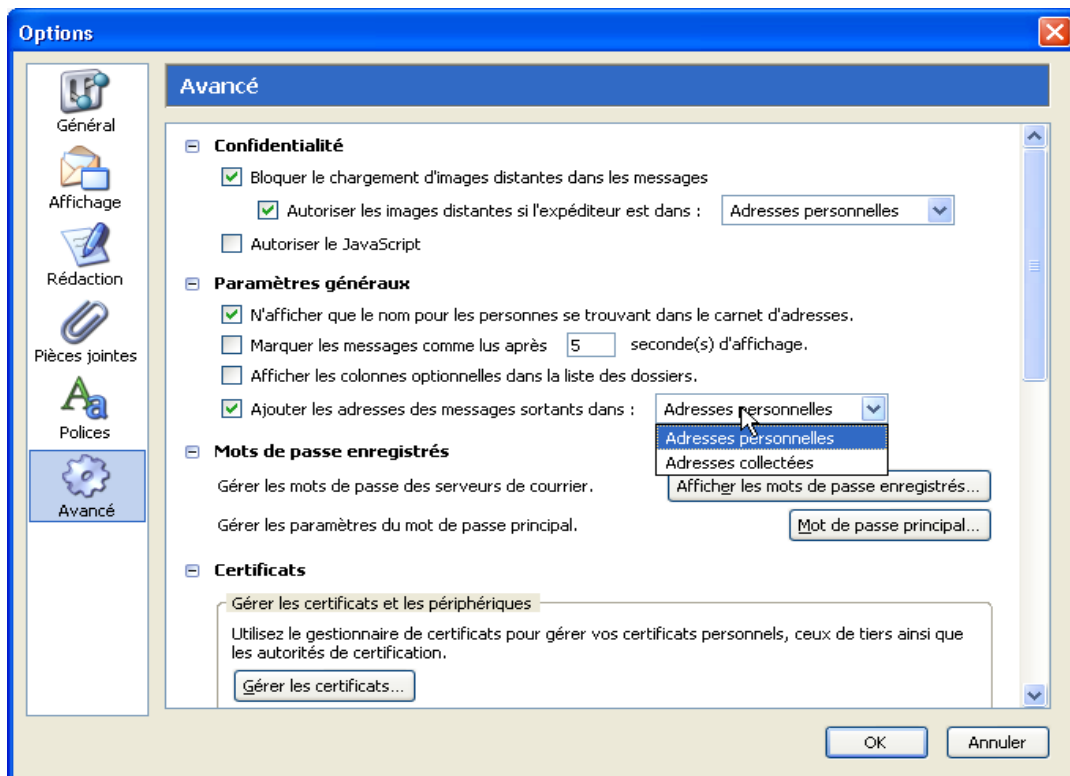 Options
Général
Affichage
Rédaction
Pièces jointes
Polices
Avancé
Avancé
Confidentialité
Bloquer le chargement d'images distantes dans les messages
Autoriser les images distantes si l'expéditeur est dans : Adresses personnelles
Autoriser le JavaScript
Paramètres généraux
N'afficher que le nom pour les personnes se trouvant dans le carnet d'adresses.
Marquer les messages comme lus après 5 seconde(s) d'affichage.
Afficher les colonnes optionnelles dans la liste des dossiers.
Ajouter les adresses des messages sortants dans : Adresses personnelles
Adresses personnelles
Adresses collectées
Mots de passe enregistrés
Gérer les mots de passe des serveurs de courrier. Afficher les mots de passe enregistrés...
Gérer les paramètres du mot de passe principal. Mot de passe principal...
Certificats
Gérer les certificats et les périphériques
Utilisez le gestionnaire de certificats pour gérer vos certificats personnels, ceux de tiers ainsi que
les autorités de certification.
Gérer les certificats...
OK Annuler